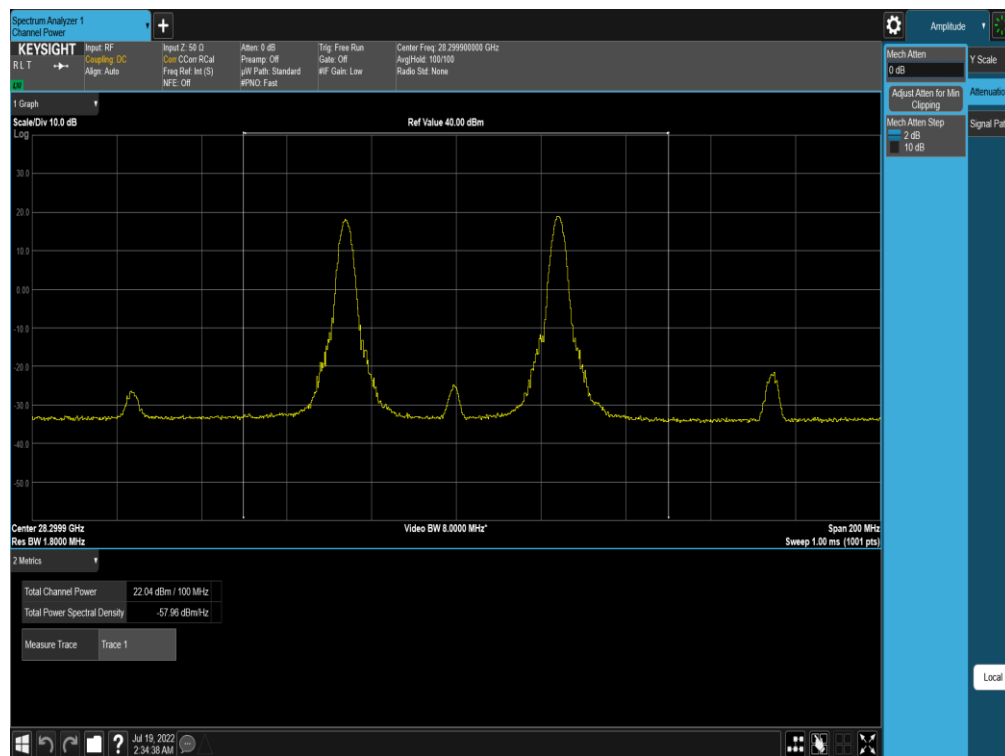 Spectrum Analyzer 1
Channel Power
+
Amplitude
KEYSIGHT
RLT
LXI
Input: RF
Coupling: DC
Align: Auto
Input Z: 50 Ω
Corr CCorr RCal
Freq Ref: Int (S)
NFE: Off
Atten: 0 dB
Preamp: Off
µW Path: Standard
#PNO: Fast
Trig: Free Run
Gate: Off
#IF Gain: Low
Center Freq: 28.299900000 GHz
Avg|Hold: 100/100
Radio Std: None
Mech Atten
0 dB
Adjust Atten for Min
Clipping
Mech Atten Step
2 dB
10 dB
Y Scale
Attenuatio
Signal Pat
1 Graph
Scale/Div 10.0 dB
Ref Value 40.00 dBm
Log
30.0
20.0
10.0
0.00
-10.0
-20.0
-30.0
-40.0
-50.0
Center 28.2999 GHz
Video BW 8.0000 MHz*
Span 200 MHz
Res BW 1.8000 MHz
Sweep 1.00 ms (1001 pts)
2 Metrics
Total Channel Power 22.04 dBm / 100 MHz
Total Power Spectral Density -57.96 dBm/Hz
Measure Trace Trace 1
Local
?
Jul 19, 2022
2:34:38 AM